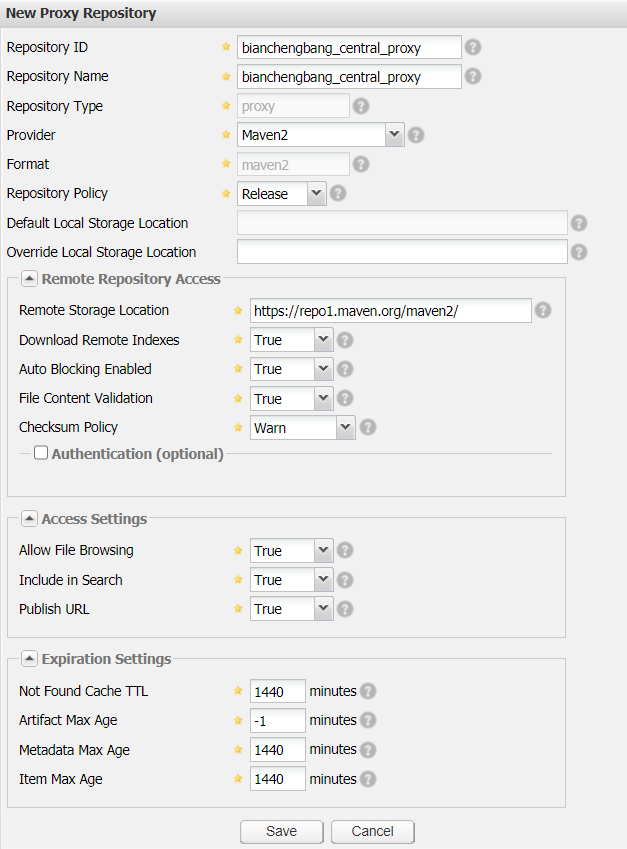 New Proxy Repository
Repository ID bianchengbang_central_proxy
Repository Name bianchengbang_central_proxy
Repository Type proxy
Provider Maven2
Format maven2
Repository Policy Release
Default Local Storage Location
Override Local Storage Location
Remote Repository Access
Remote Storage Location https://repo1.maven.org/maven2/
Download Remote Indexes True
Auto Blocking Enabled True
File Content Validation True
Checksum Policy Warn
Authentication (optional)
Access Settings
Allow File Browsing True
Include in Search True
Publish URL True
Expiration Settings
Not Found Cache TTL 1440 minutes
Artifact Max Age -1 minutes
Metadata Max Age 1440 minutes
Item Max Age 1440 minutes
Save Cancel